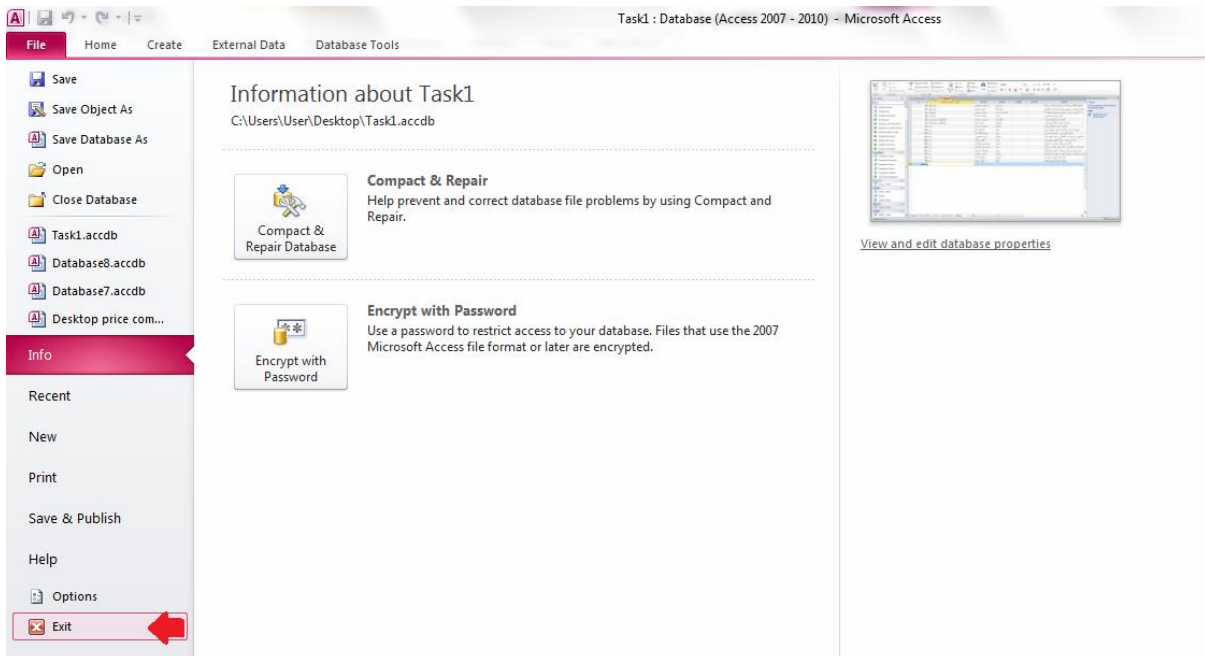 Task1 : Database (Access 2007 - 2010) - Microsoft Access
File Home Create External Data Database Tools
Save
Save Object As
Save Database As
Open
Close Database
Task1.accdb
Database8.accdb
Database7.accdb
Desktop price com...
Info
Recent
New
Print
Save & Publish
Help
Options
Exit
Information about Task1
C:\Users\User\Desktop\Task1.accdb
Compact &
Repair Database
Compact & Repair
Help prevent and correct database file problems by using Compact and
Repair.
Encrypt with
Password
Encrypt with Password
Use a password to restrict access to your database. Files that use the 2007
Microsoft Access file format or later are encrypted.
View and edit database properties